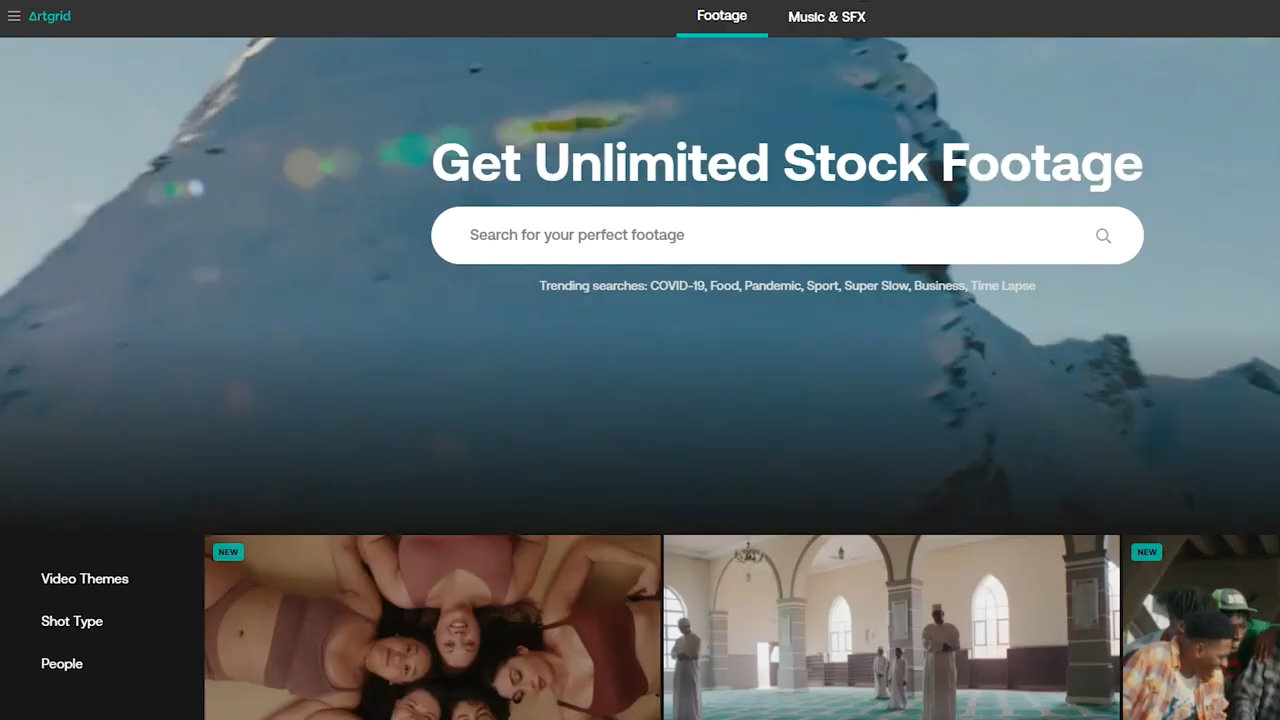 Artgrid
Footage
Music & SFX
Get Unlimited Stock Footage
Search for your perfect footage
Trending searches: COVID-19, Food, Pandemic, Sport, Super Slow, Business, Time Lapse
NEW
NEW
Video Themes
Shot Type
People